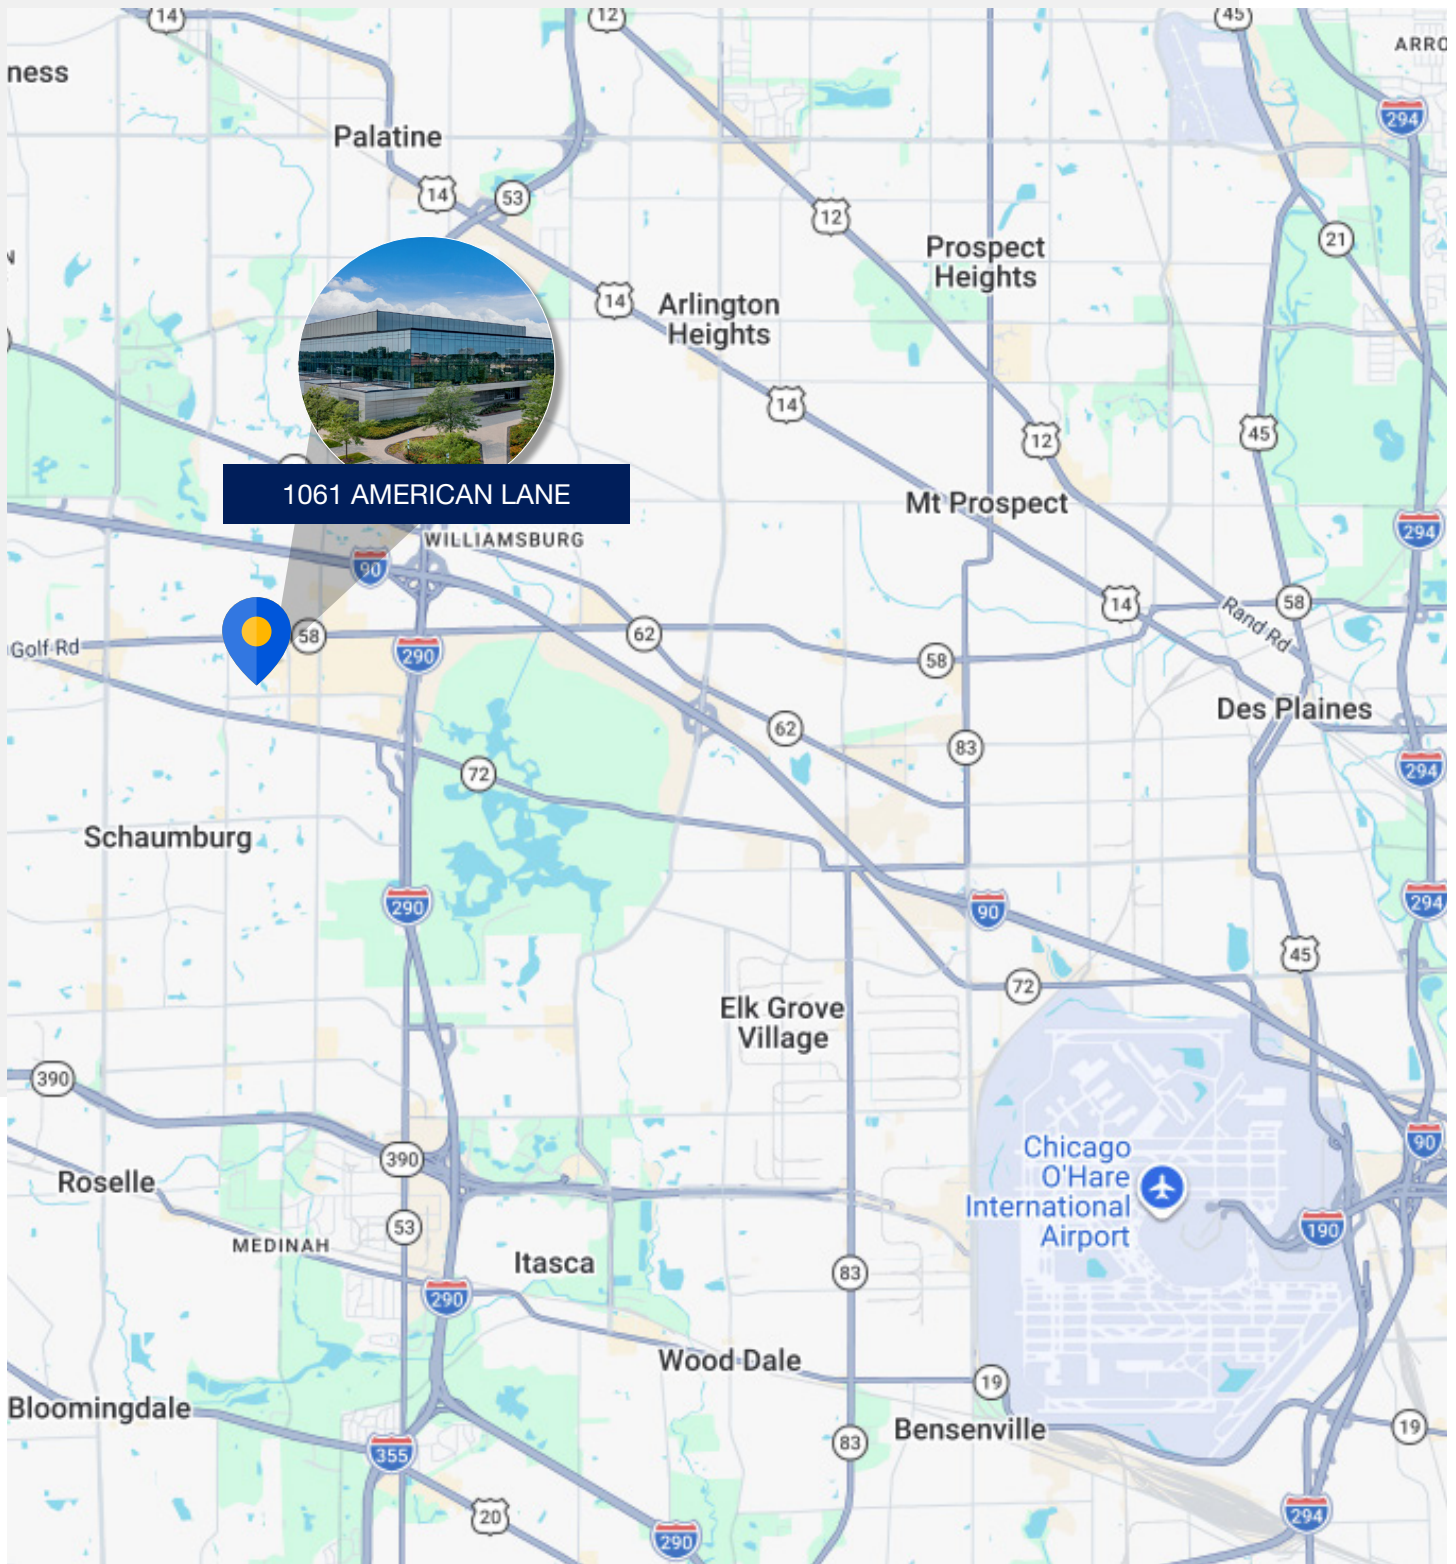 14
12
45
ARRO
ness
294
Palatine
14
53
12
21
Prospect
Heights
14
Arlington
Heights
14
12
45
1061 AMERICAN LANE
Mt Prospect
294
WILLIAMSBURG
90
14
58
Rand Rd
58
62
Golf Rd
290
58
Des Plaines
62
83
72
294
Schaumburg
290
90
294
45
72
Elk Grove
Village
390
Chicago
O'Hare
International
Airport
90
390
Roselle
53
190
MEDINAH
Itasca
83
290
Wood Dale
19
Bloomingdale
Bensenville
19
83
355
20
294
290